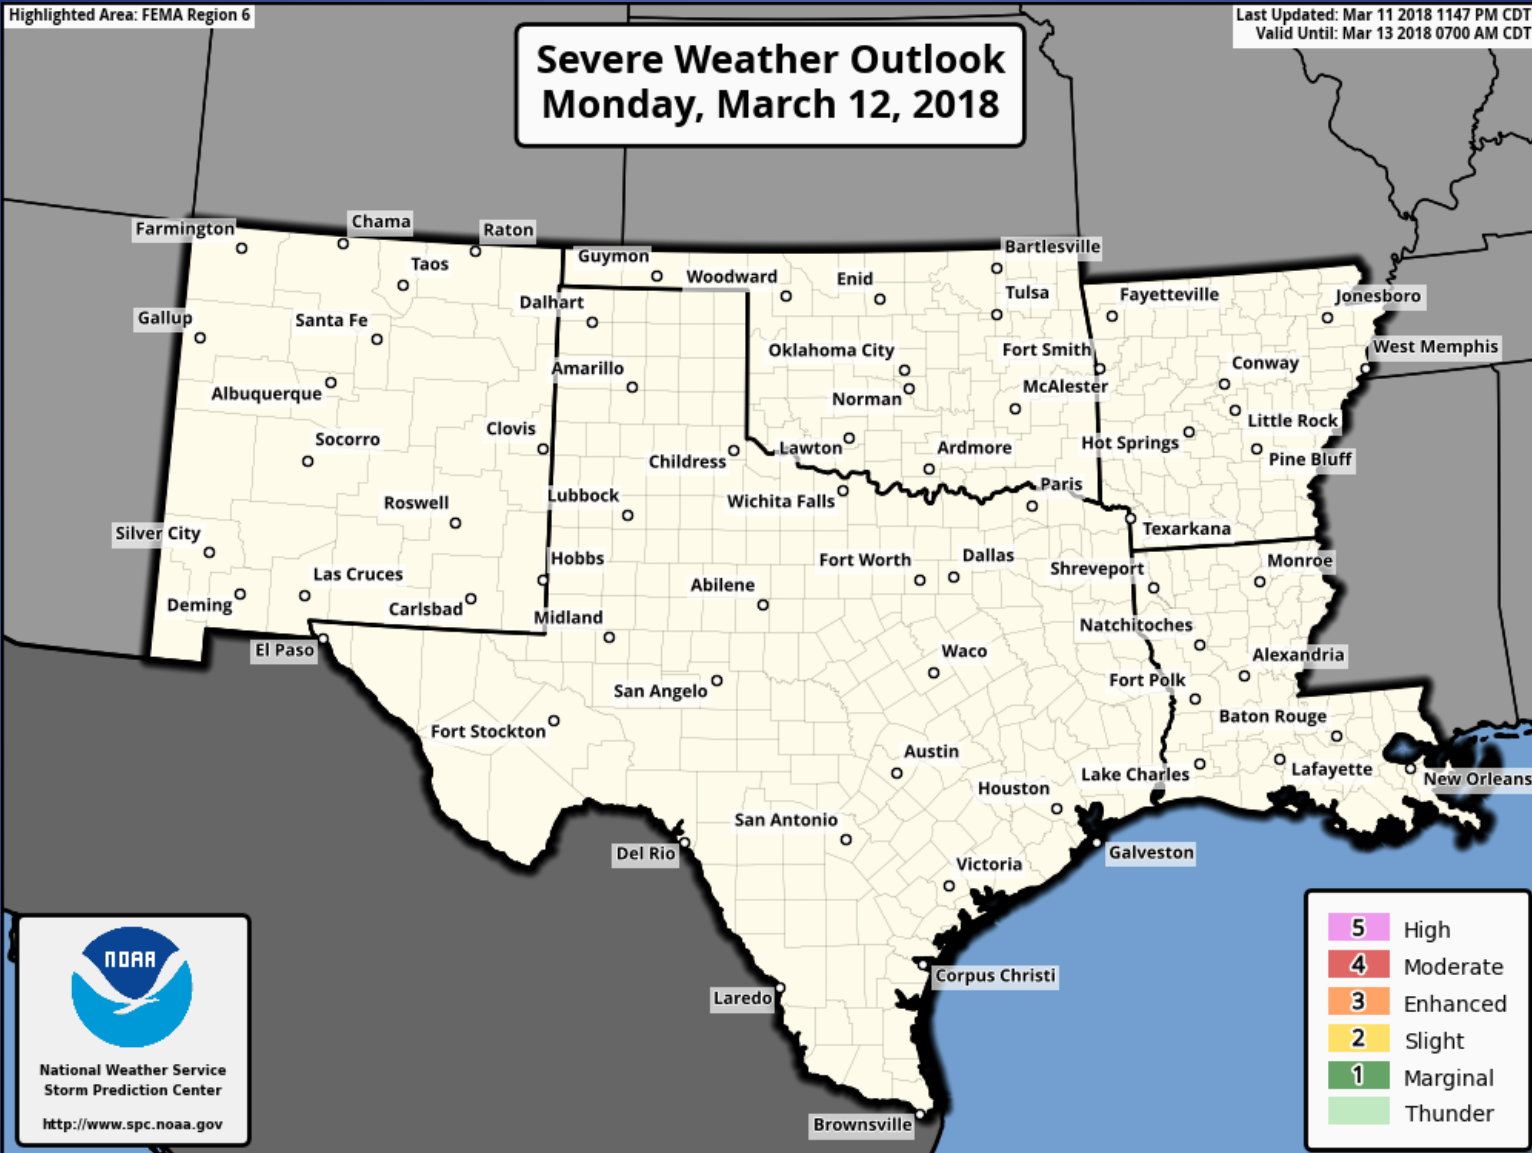 Highlighted Area: FEMA Region 6
Last Updated: Mar 11 2018 1147 PM CDT
Valid Until: Mar 13 2018 0700 AM CDT
Severe Weather Outlook
Monday, March 12, 2018
Farmington
Chama
Raton
Taos
Guymon
Woodward
Enid
Bartlesville
Tulsa
Fayetteville
Jonesboro
Gallup
Santa Fe
Dalhart
Oklahoma City
Fort Smith
West Memphis
Conway
Albuquerque
Amarillo
Norman
McAlester
Little Rock
Socorro
Clovis
Childress
Lawton
Ardmore
Hot Springs
Pine Bluff
Roswell
Lubbock
Wichita Falls
Paris
Texarkana
Silver City
Las Cruces
Hobbs
Abilene
Fort Worth
Dallas
Shreveport
Monroe
Deming
Carlsbad
Midland
Natchitoches
El Paso
San Angelo
Waco
Alexandria
Fort Polk
Fort Stockton
Austin
Baton Rouge
Houston
Lake Charles
Lafayette
New Orleans
San Antonio
Del Rio
Victoria
Galveston
Laredo
Corpus Christi
Brownsville
NOAA
National Weather Service
Storm Prediction Center
http://www.spc.noaa.gov
5 High
4 Moderate
3 Enhanced
2 Slight
1 Marginal
Thunder